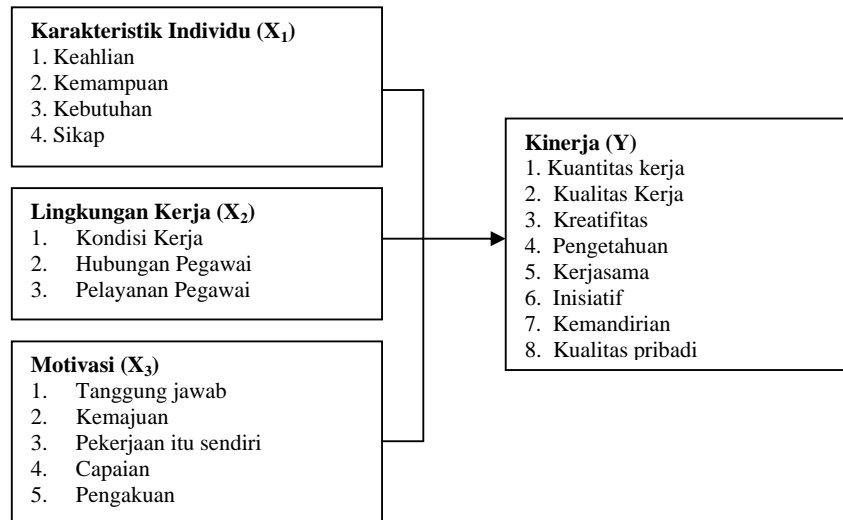 Karakteristik Individu (X₁)
1. Keahlian
2. Kemampuan
3. Kebutuhan
4. Sikap
Lingkungan Kerja (X₂)
1. Kondisi Kerja
2. Hubungan Pegawai
3. Pelayanan Pegawai
Motivasi (X₃)
1. Tanggung jawab
2. Kemajuan
3. Pekerjaan itu sendiri
4. Capaian
5. Pengakuan
Kinerja (Y)
1. Kuantitas kerja
2. Kualitas Kerja
3. Kreatifitas
4. Pengetahuan
5. Kerjasama
6. Inisiatif
7. Kemandirian
8. Kualitas pribadi